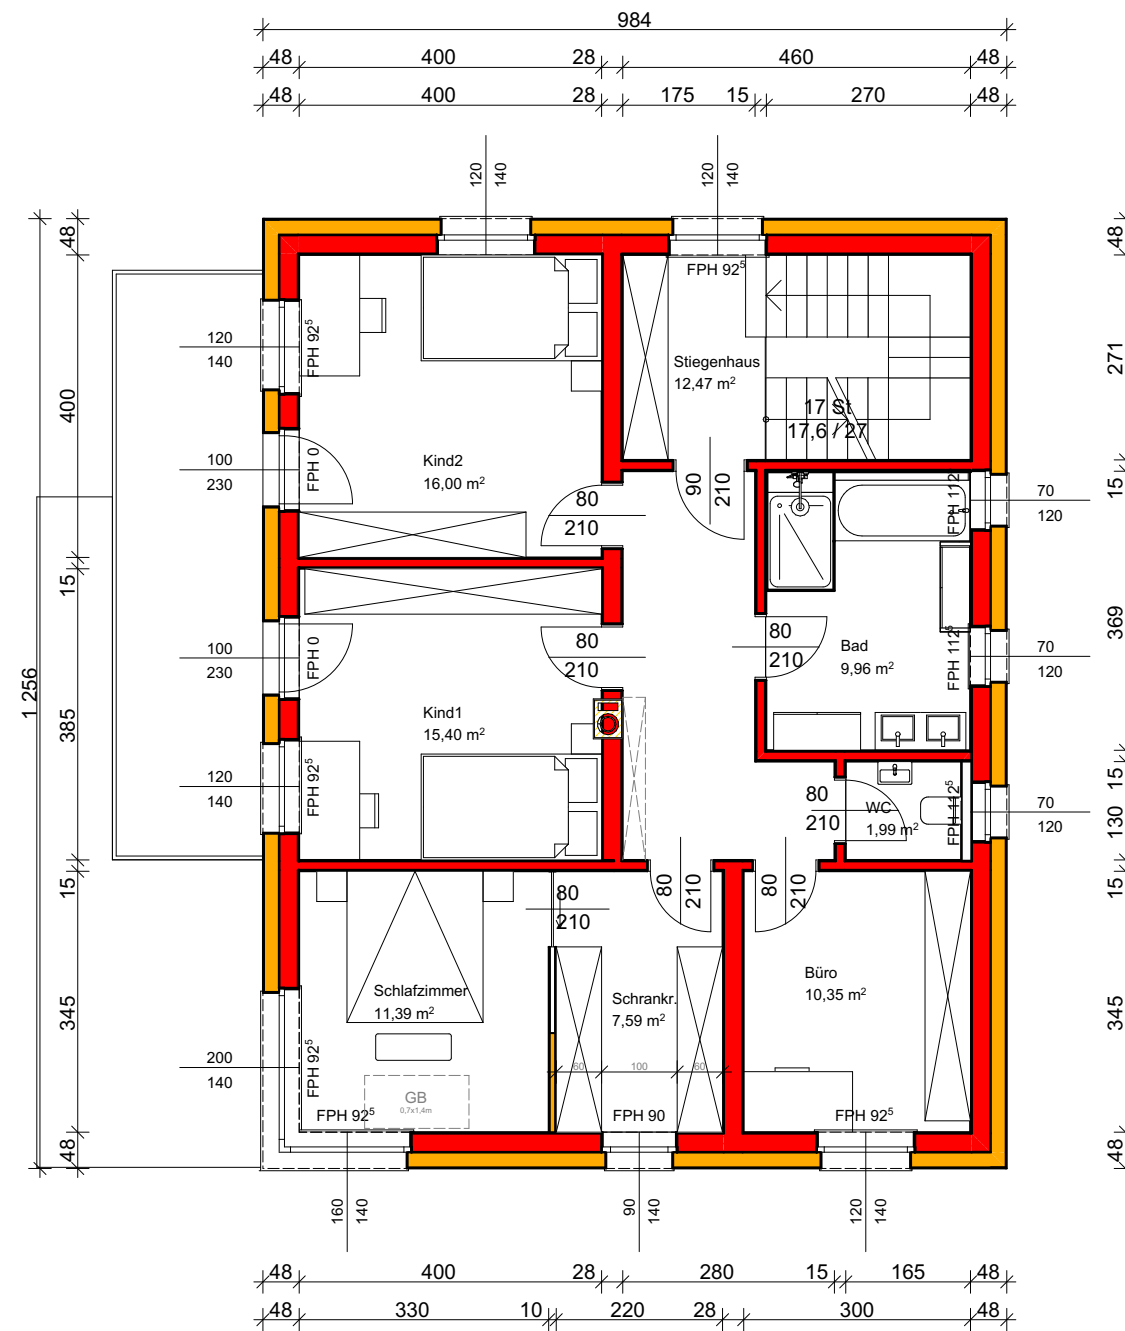 984
48 400 28 460 48
48 400 28 175 15 270 48
120 140
120 140
48
48
FPH 92⁵
120
140
FPH 92⁵
Stiegenhaus
12,47 m²
271
400
17 St
17,6 / 27
100
230
FPH 0
Kind2
16,00 m²
80
210
90
210
FPH 112
70
120
15
15
100
230
FPH 0
80
210
80
210
Bad
9,96 m²
FPH 112⁵
70
120
369
1 256
385
Kind1
15,40 m²
120
140
FPH 92⁵
80
210
WC
1,99 m²
FPH 112⁵
70
120
15
130
15
15
80
210
80
210
80
210
Schlafzimmer
11,39 m²
Schrankr.
7,59 m²
Büro
10,35 m²
345
345
200
140
FPH 92⁵
60 100 60
GB
0,7x1,4m
FPH 92⁵
FPH 90
FPH 92⁵
48
48
160 140
90 140
120 140
48 400 28 280 15 165 48
48 330 10 220 28 300 48